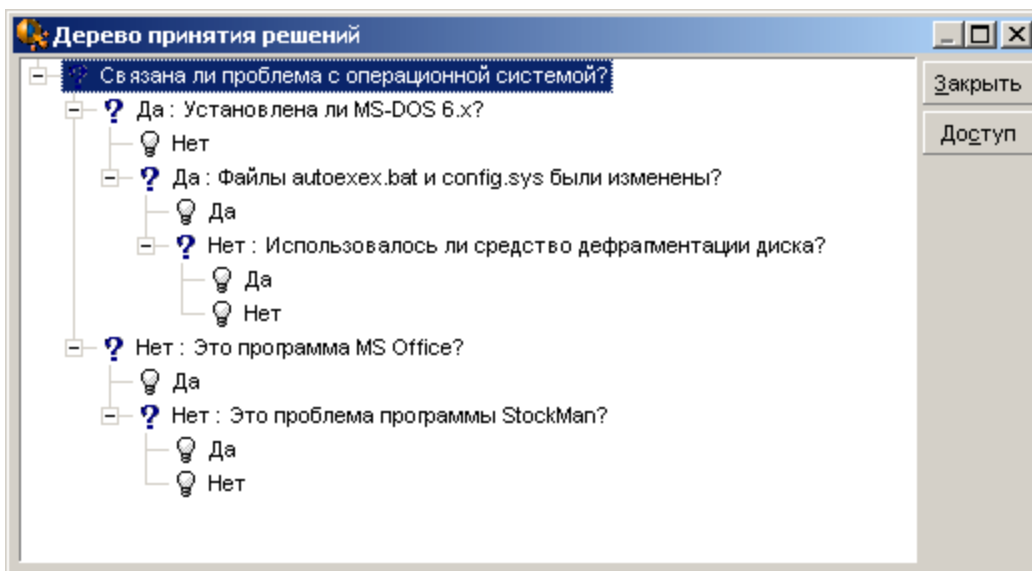 Дерево принятия решений
Связана ли проблема с операционной системой?
Да : Установлена ли MS-DOS 6.x?
Нет
Да : Файлы autoexex.bat и config.sys были изменены?
Да
Нет : Использовалось ли средство дефрагментации диска?
Да
Нет
Нет : Это программа MS Office?
Да
Нет : Это проблема программы StockMan?
Да
Нет
Закрыть
Доступ